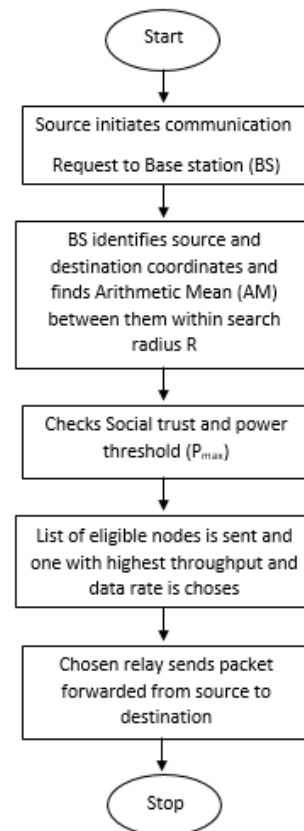 Start
Source initiates communication
Request to Base station (BS)
BS identifies source and
destination coordinates and
finds Arithmetic Mean (AM)
between them within search
radius R
Checks Social trust and power
threshold (Pmax)
List of eligible nodes is sent and
one with highest throughput and
data rate is choses
Chosen relay sends packet
forwarded from source to
destination
Stop